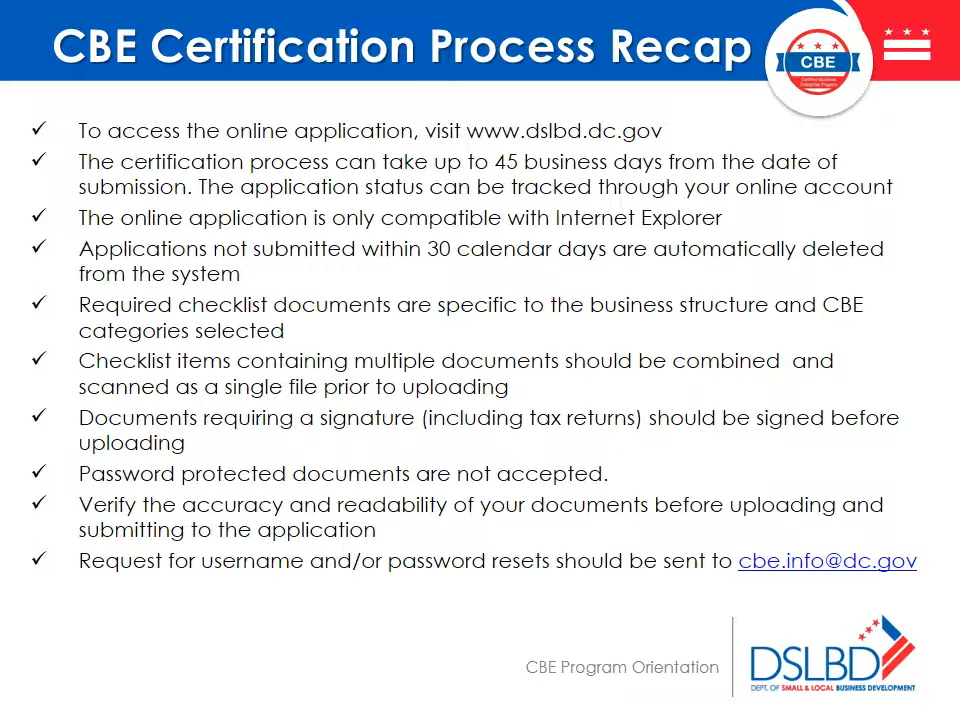 CBE Certification Process Recap
CBE
Certified Business
Enterprise Program
✓ To access the online application, visit www.dslbd.dc.gov
✓ The certification process can take up to 45 business days from the date of
submission. The application status can be tracked through your online account
✓ The online application is only compatible with Internet Explorer
✓ Applications not submitted within 30 calendar days are automatically deleted
from the system
✓ Required checklist documents are specific to the business structure and CBE
categories selected
✓ Checklist items containing multiple documents should be combined  and
scanned as a single file prior to uploading
✓ Documents requiring a signature (including tax returns) should be signed before
uploading
✓ Password protected documents are not accepted.
✓ Verify the accuracy and readability of your documents before uploading and
submitting to the application
✓ Request for username and/or password resets should be sent to cbe.info@dc.gov
CBE Program Orientation
DSLBD
DEPT. OF SMALL & LOCAL BUSINESS DEVELOPMENT